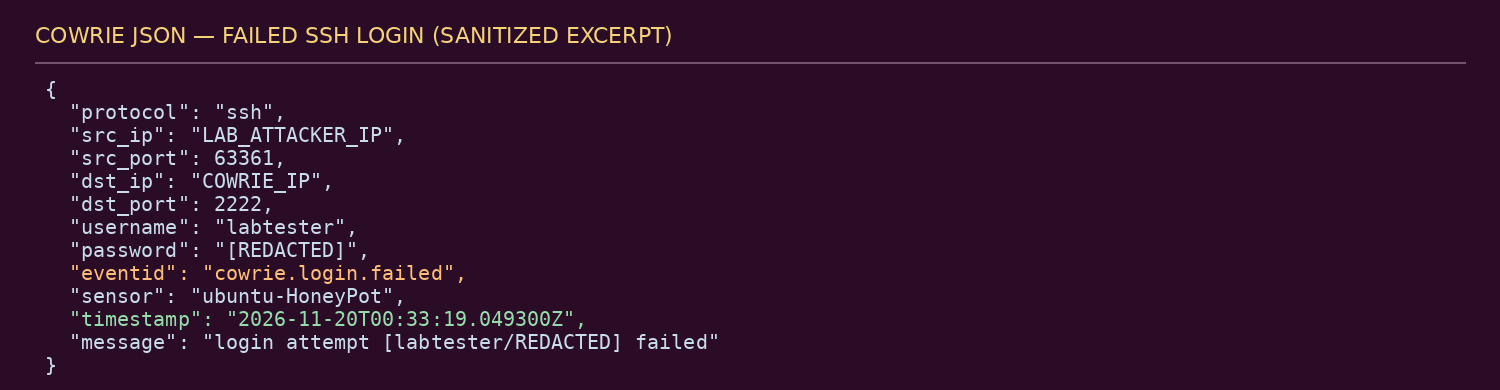 COWRIE JSON — FAILED SSH LOGIN (SANITIZED EXCERPT)
{
  "protocol": "ssh",
  "src_ip": "LAB_ATTACKER_IP",
  "src_port": 63361,
  "dst_ip": "COWRIE_IP",
  "dst_port": 2222,
  "username": "labtester",
  "password": "[REDACTED]",
  "eventid": "cowrie.login.failed",
  "sensor": "ubuntu-HoneyPot",
  "timestamp": "2026-11-20T00:33:19.049300Z",
  "message": "login attempt [labtester/REDACTED] failed"
}